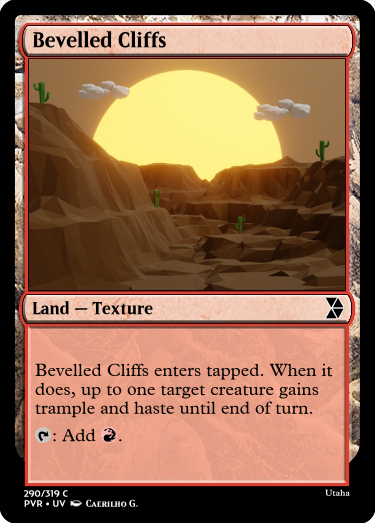 Bevelled Cliffs
Land — Texture
Bevelled Cliffs enters tapped. When it
does, up to one target creature gains
trample and haste until end of turn.
: Add .
290/319 C
Utaha
PVR • UV Caerilho G.